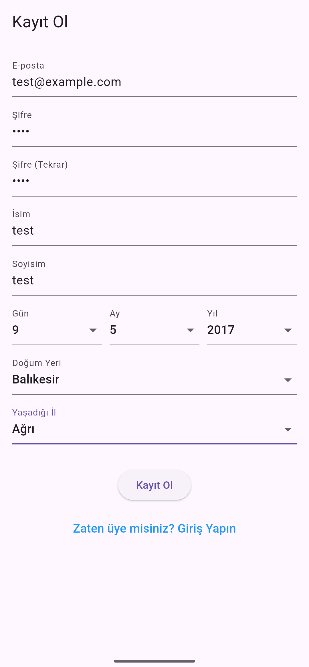 Kayıt Ol
E-posta
test@example.com
Şifre
••••
Şifre (Tekrar)
••••
İsim
test
Soyisim
test
Gün Ay Yıl
9 5 2017
Doğum Yeri
Balıkesir
Yaşadığı İl
Ağrı
Kayıt Ol
Zaten üye misiniz? Giriş Yapın